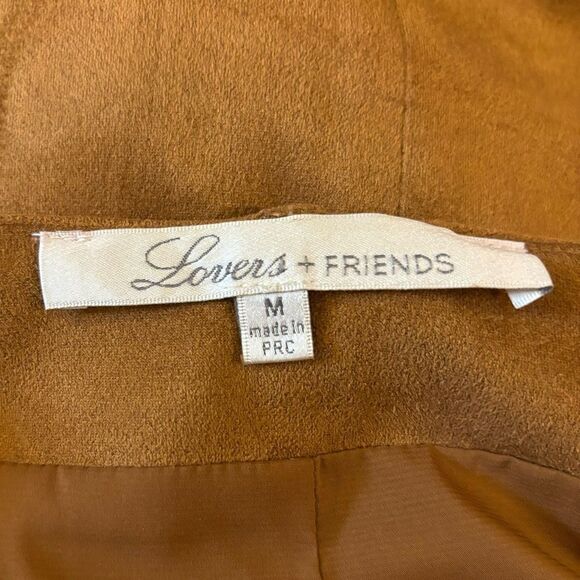 Lovers + FRIENDS
M
made in
PRC